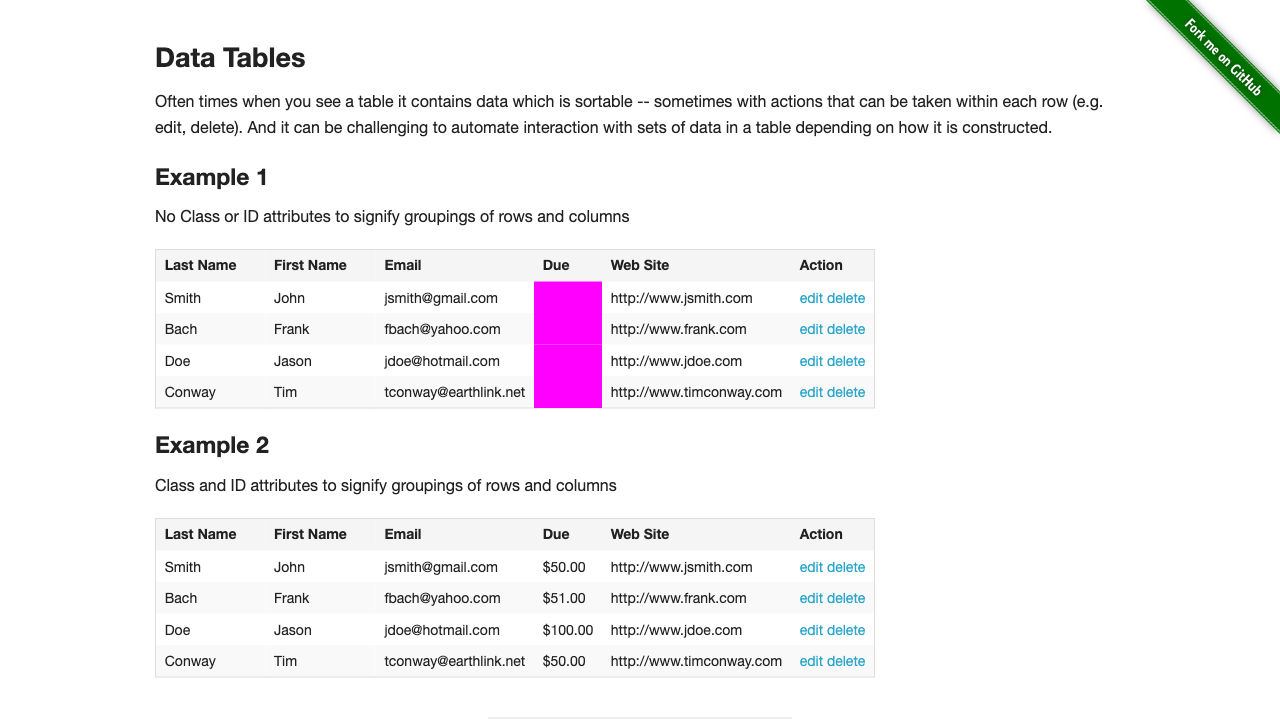 Fork me on GitHub
Data Tables
Often times when you see a table it contains data which is sortable -- sometimes with actions that can be taken within each row (e.g.
edit, delete). And it can be challenging to automate interaction with sets of data in a table depending on how it is constructed.
Example 1
No Class or ID attributes to signify groupings of rows and columns
Last Name First Name Email Due Web Site Action
Smith John jsmith@gmail.com http://www.jsmith.com edit delete
Bach Frank fbach@yahoo.com http://www.frank.com edit delete
Doe Jason jdoe@hotmail.com http://www.jdoe.com edit delete
Conway Tim tconway@earthlink.net http://www.timconway.com edit delete
Example 2
Class and ID attributes to signify groupings of rows and columns
Last Name First Name Email Due Web Site Action
Smith John jsmith@gmail.com $50.00 http://www.jsmith.com edit delete
Bach Frank fbach@yahoo.com $51.00 http://www.frank.com edit delete
Doe Jason jdoe@hotmail.com $100.00 http://www.jdoe.com edit delete
Conway Tim tconway@earthlink.net $50.00 http://www.timconway.com edit delete